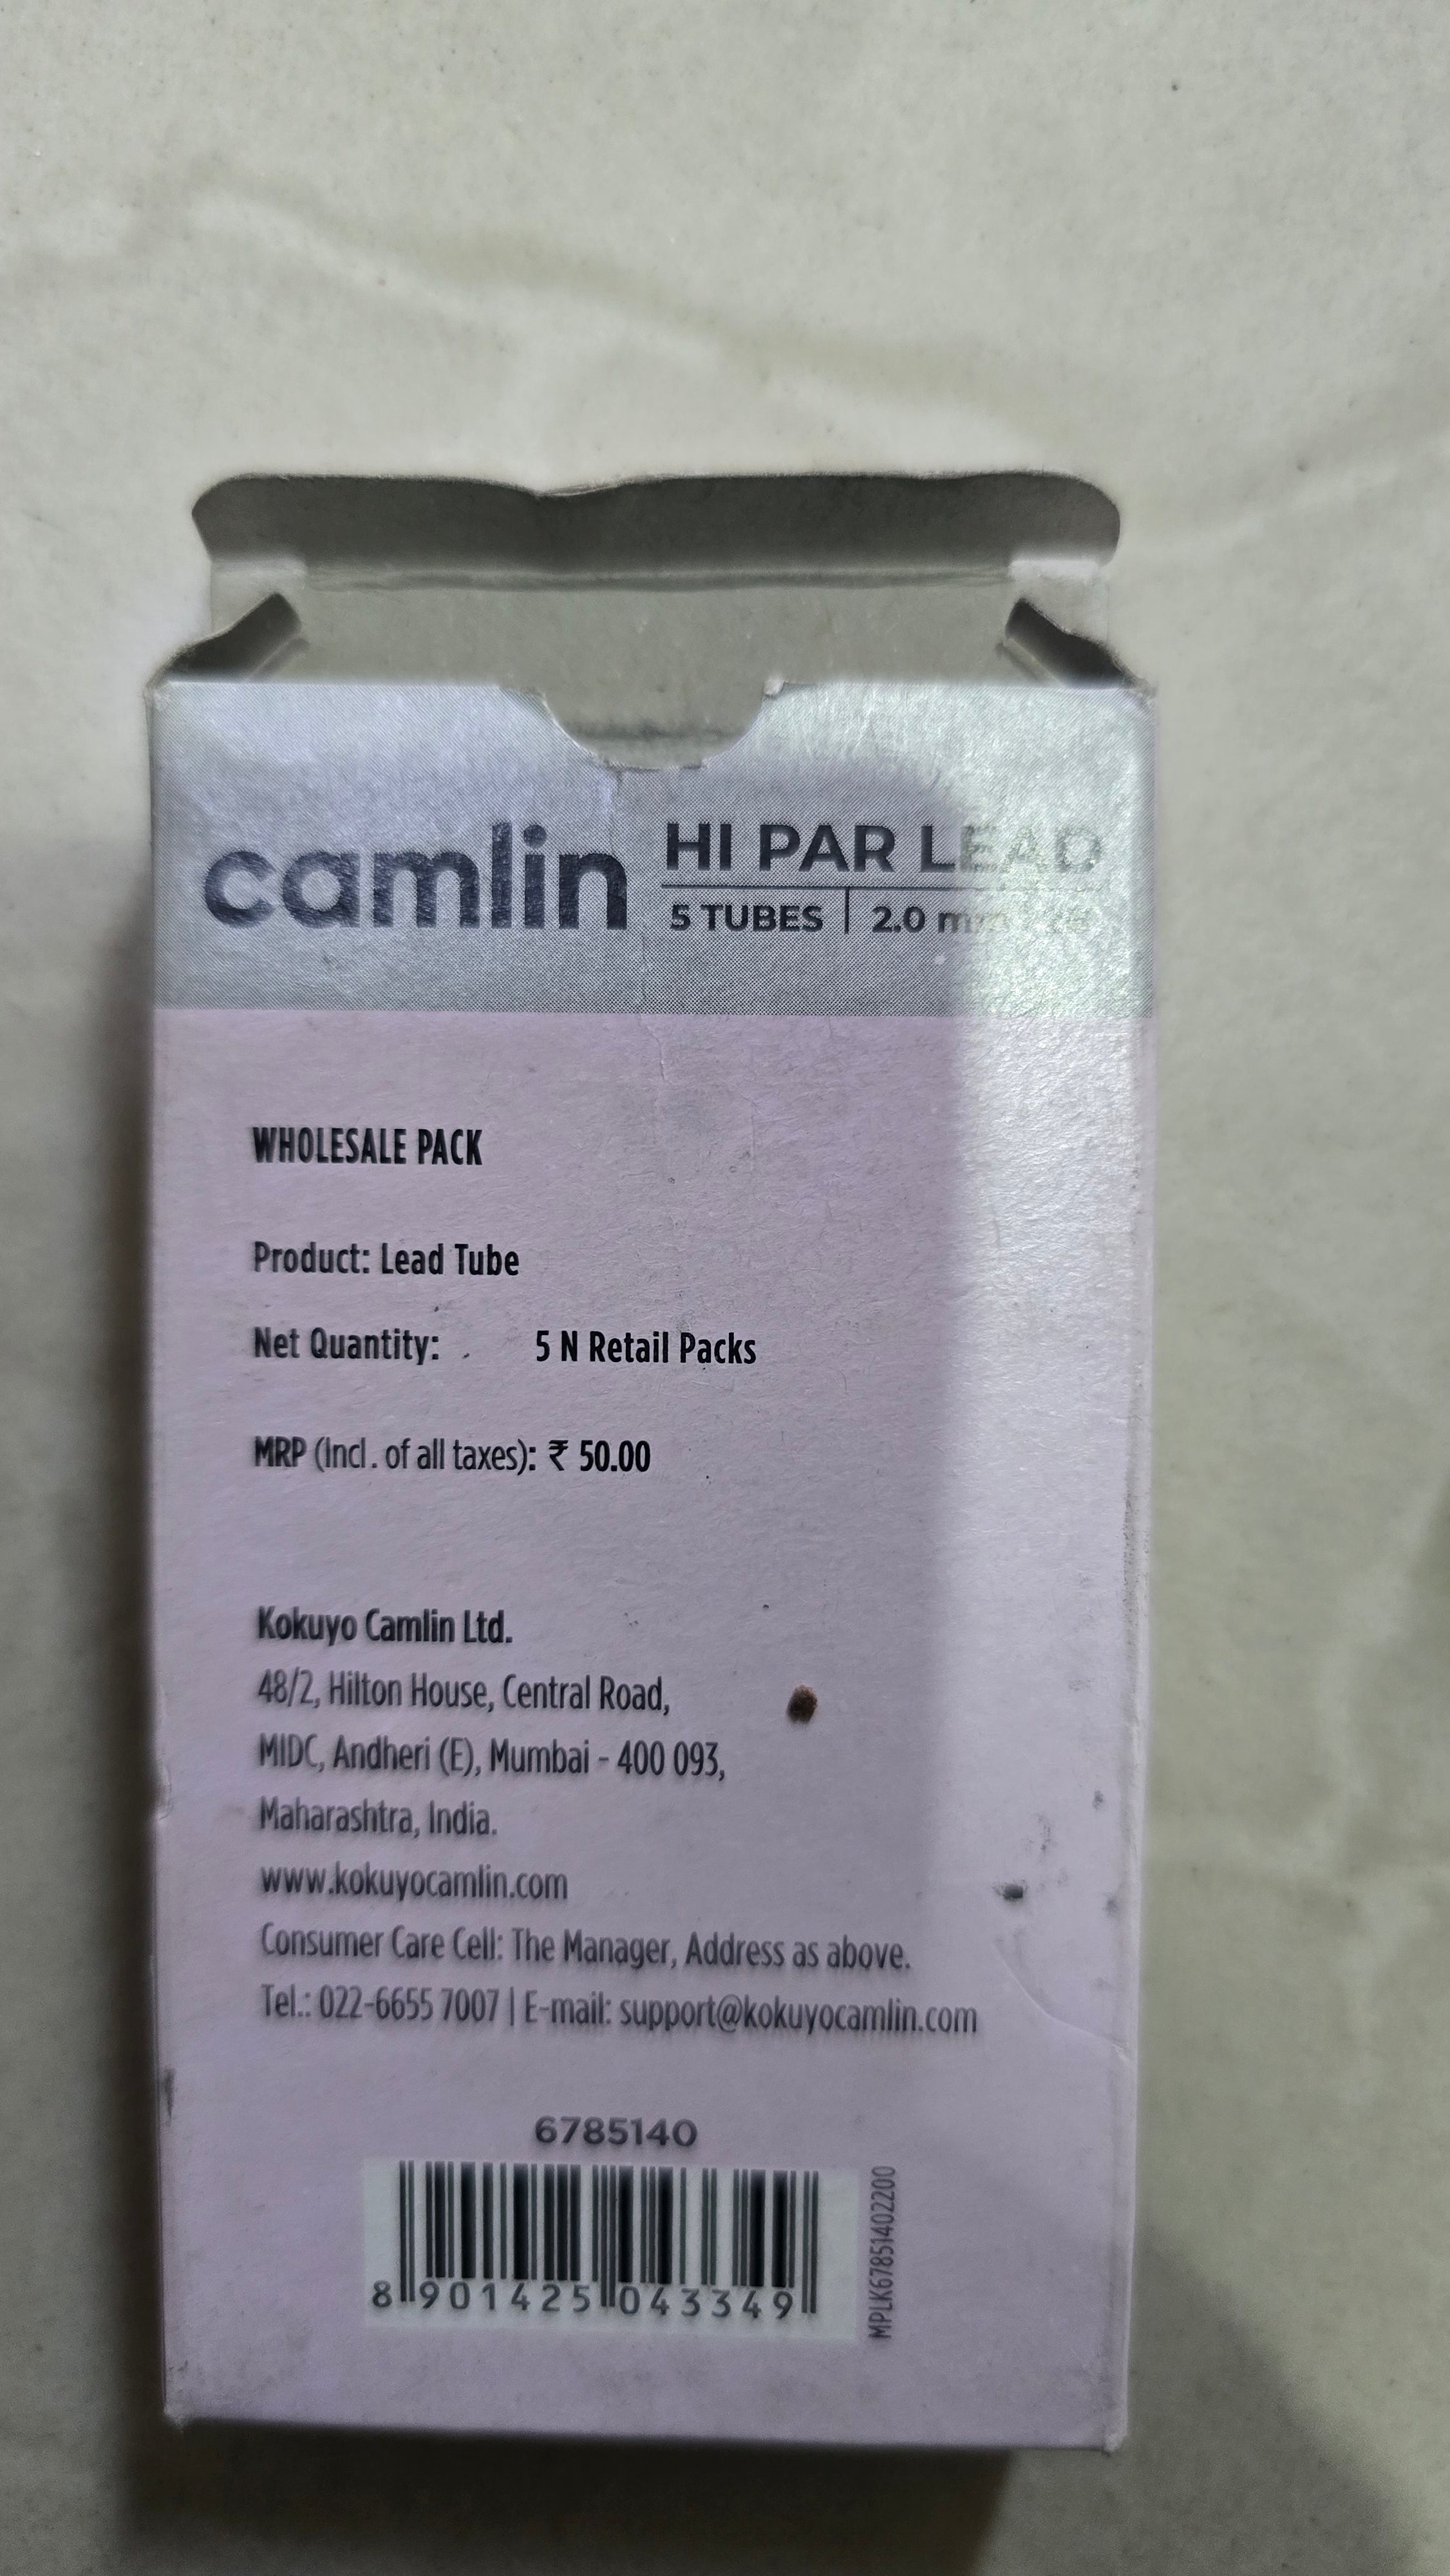 camlin
HI PAR LEAD
5 TUBES | 2.0 mm
WHOLESALE PACK
Product: Lead Tube
Net Quantity: 5 N Retail Packs
MRP (Incl. of all taxes): ₹ 50.00
Kokuyo Camlin Ltd.
48/2, Hilton House, Central Road,
MIDC, Andheri (E), Mumbai - 400 093,
Maharashtra, India.
www.kokuyocamlin.com
Consumer Care Cell: The Manager, Address as above.
Tel.: 022-6655 7007 | E-mail: support@kokuyocamlin.com
6785140
8 901425 043349
MPLK67851402200